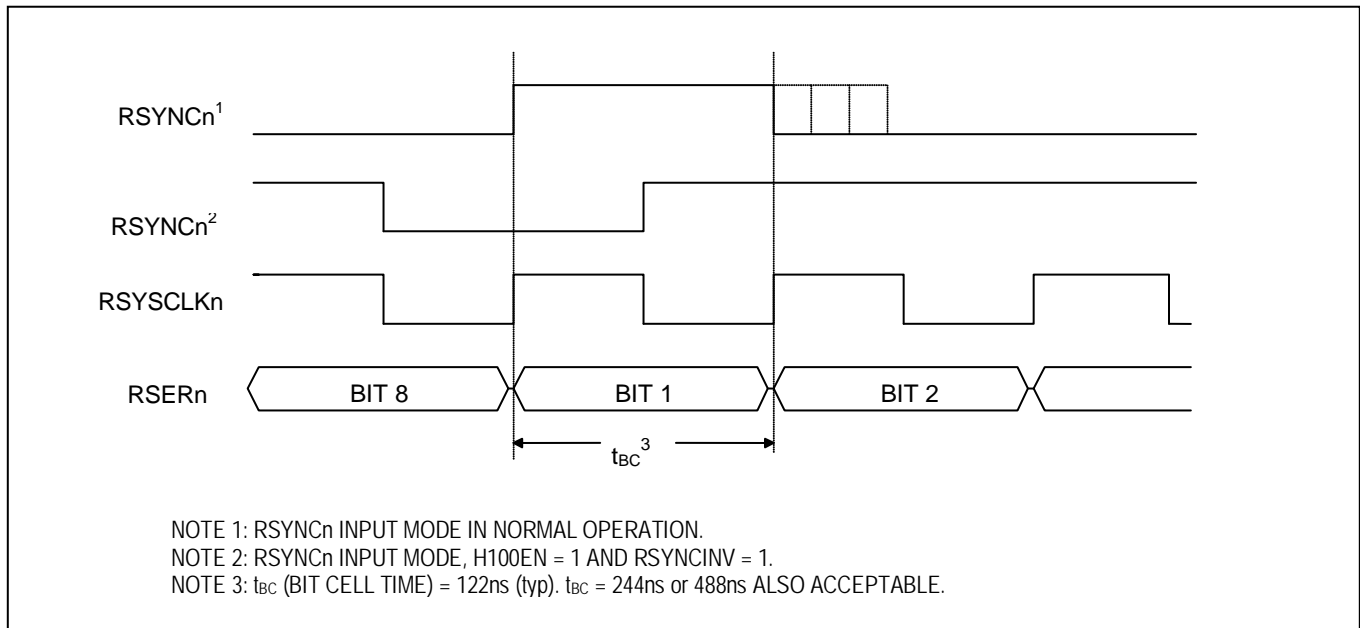 RSYNCn¹
RSYNCn²
RSYSCLKn
RSERn
BIT 8
BIT 1
BIT 2
tBC³
NOTE 1: RSYNCn INPUT MODE IN NORMAL OPERATION.
NOTE 2: RSYNCn INPUT MODE, H100EN = 1 AND RSYNCINV = 1.
NOTE 3: tBC (BIT CELL TIME) = 122ns (typ). tBC = 244ns or 488ns ALSO ACCEPTABLE.